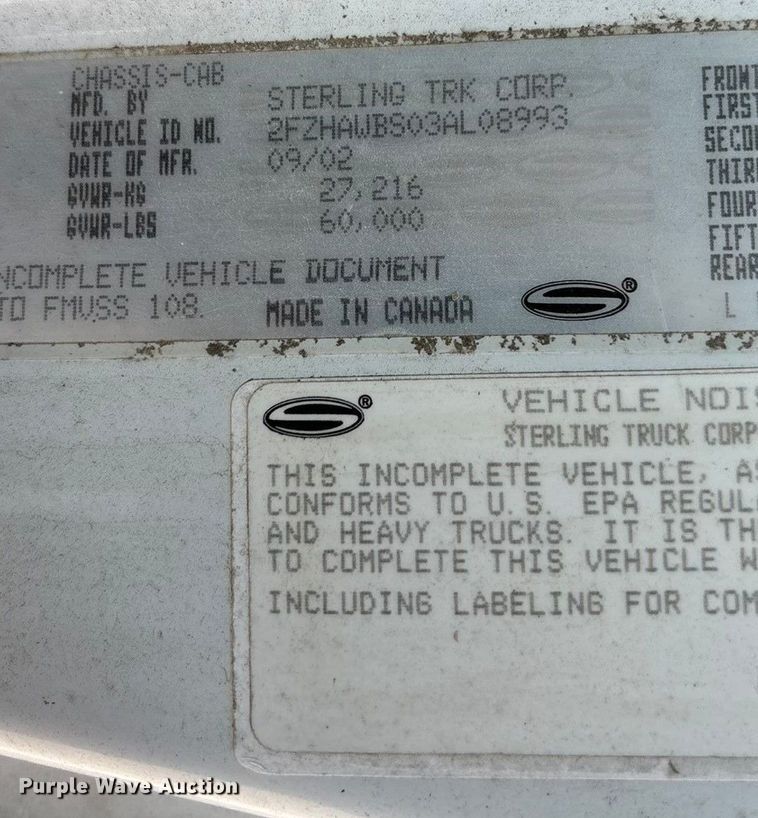 CHASSIS-CAB
MFD. BY STERLING TRK CORP.
VEHICLE ID NO. 2FZHAWBS03AL08993
DATE OF MFR. 09/02
GVWR-KG 27,216
GVWR-LBS 60,000
NCOMPLETE VEHICLE DOCUMENT
TO FMVSS 108. MADE IN CANADA
®
FRONT
FIRST
SECON
THIR
FOUR
FIFT
REAR
L
®
VEHICLE NOIS
STERLING TRUCK CORP
THIS INCOMPLETE VEHICLE, AS
CONFORMS TO U.S. EPA REGUL
AND HEAVY TRUCKS. IT IS TH
TO COMPLETE THIS VEHICLE W
INCLUDING LABELING FOR COM
Purple Wave Auction